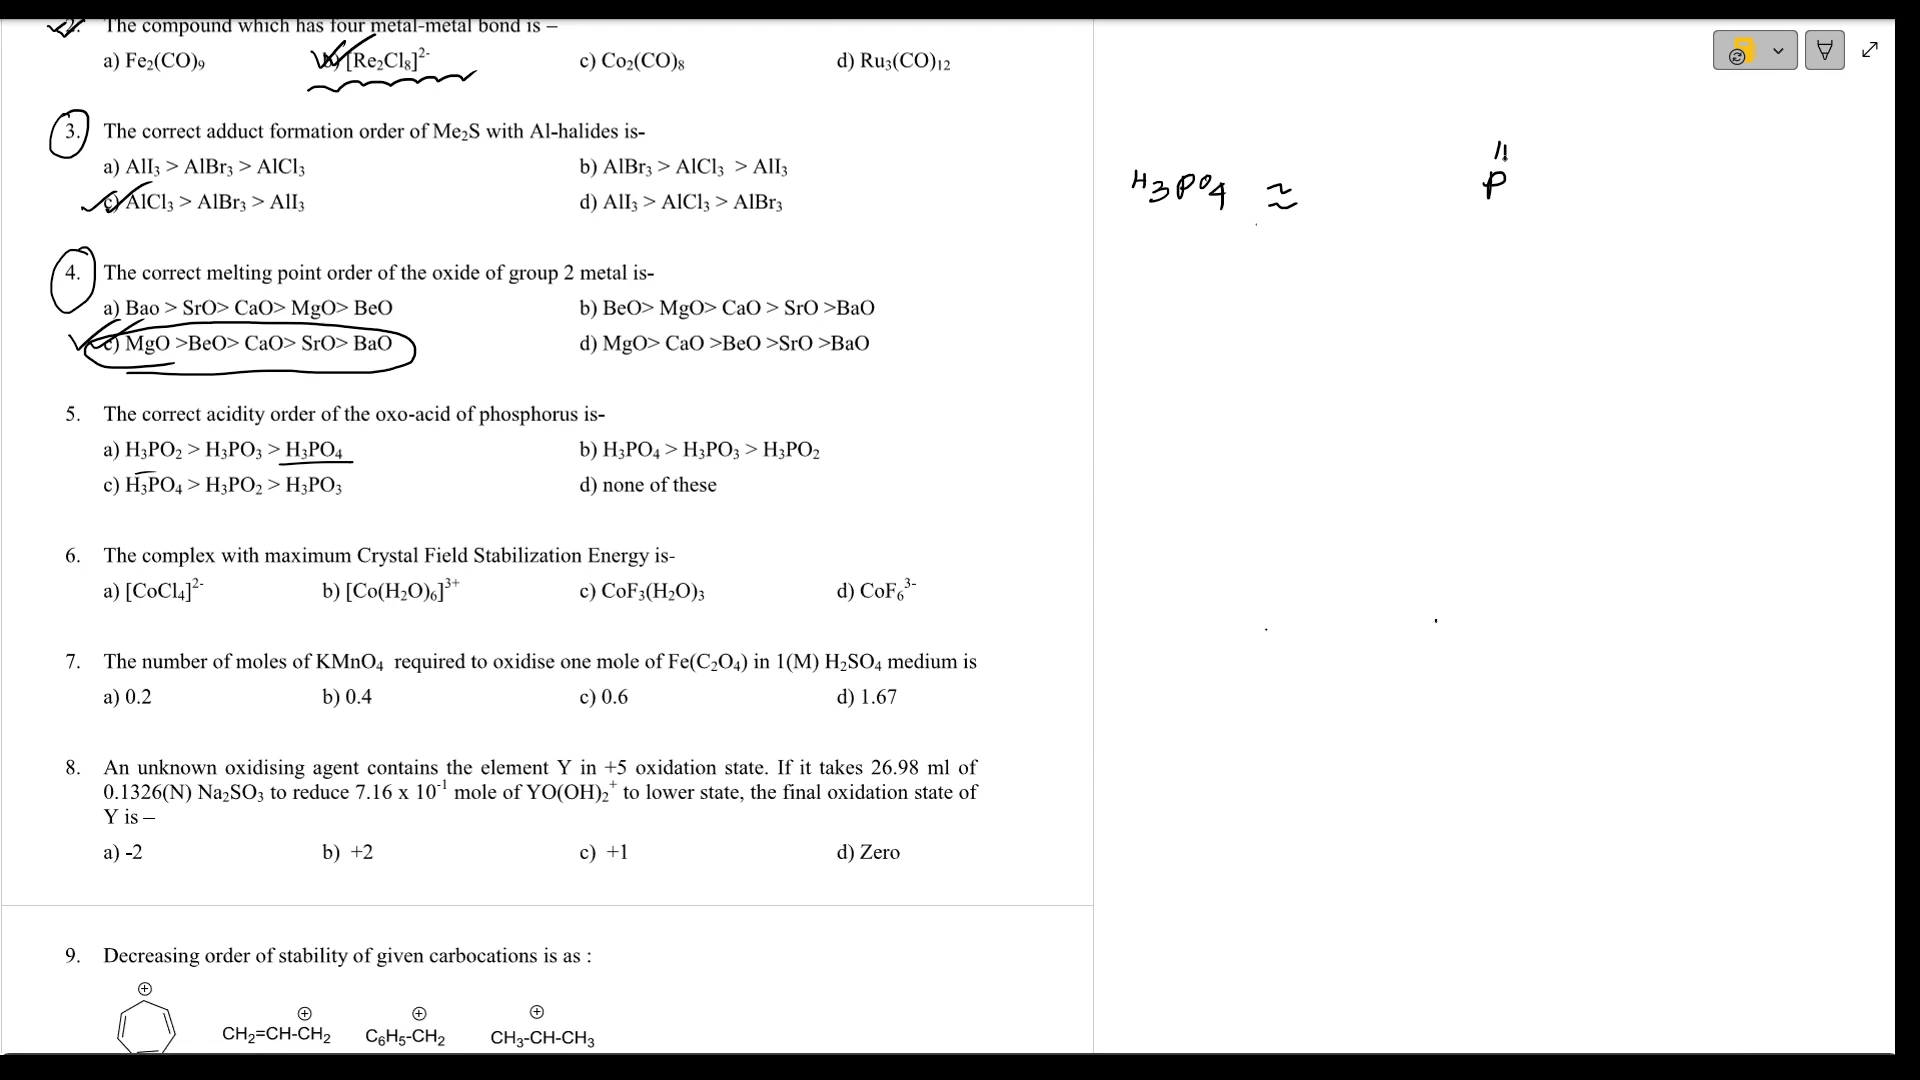 2. The compound which has four metal-metal bond is –
a) Fe₂(CO)₉ b) [Re₂Cl₈]²⁻ c) Co₂(CO)₈ d) Ru₃(CO)₁₂
3. The correct adduct formation order of Me₂S with Al-halides is-
a) AlI₃ > AlBr₃ > AlCl₃ b) AlBr₃ > AlCl₃ > AlI₃
c) AlCl₃ > AlBr₃ > AlI₃ d) AlI₃ > AlCl₃ > AlBr₃
H₃PO₄ ≈ P
4. The correct melting point order of the oxide of group 2 metal is-
a) Bao > SrO> CaO> MgO> BeO b) BeO> MgO> CaO > SrO >BaO
c) MgO >BeO> CaO> SrO> BaO d) MgO> CaO >BeO >SrO >BaO
5. The correct acidity order of the oxo-acid of phosphorus is-
a) H₃PO₂ > H₃PO₃ > H₃PO₄ b) H₃PO₄ > H₃PO₃ > H₃PO₂
c) H₃PO₄ > H₃PO₂ > H₃PO₃ d) none of these
6. The complex with maximum Crystal Field Stabilization Energy is-
a) [CoCl₄]²⁻ b) [Co(H₂O)₆]³⁺ c) CoF₃(H₂O)₃ d) CoF₆³⁻
7. The number of moles of KMnO₄ required to oxidise one mole of Fe(C₂O₄) in 1(M) H₂SO₄ medium is
a) 0.2 b) 0.4 c) 0.6 d) 1.67
8. An unknown oxidising agent contains the element Y in +5 oxidation state. If it takes 26.98 ml of
0.1326(N) Na₂SO₃ to reduce 7.16 x 10⁻¹ mole of YO(OH)₂⁺ to lower state, the final oxidation state of
Y is –
a) -2 b) +2 c) +1 d) Zero
9. Decreasing order of stability of given carbocations is as :
⊕ ⊕ ⊕ ⊕
CH₂=CH-CH₂ C₆H₅-CH₂ CH₃-CH-CH₃